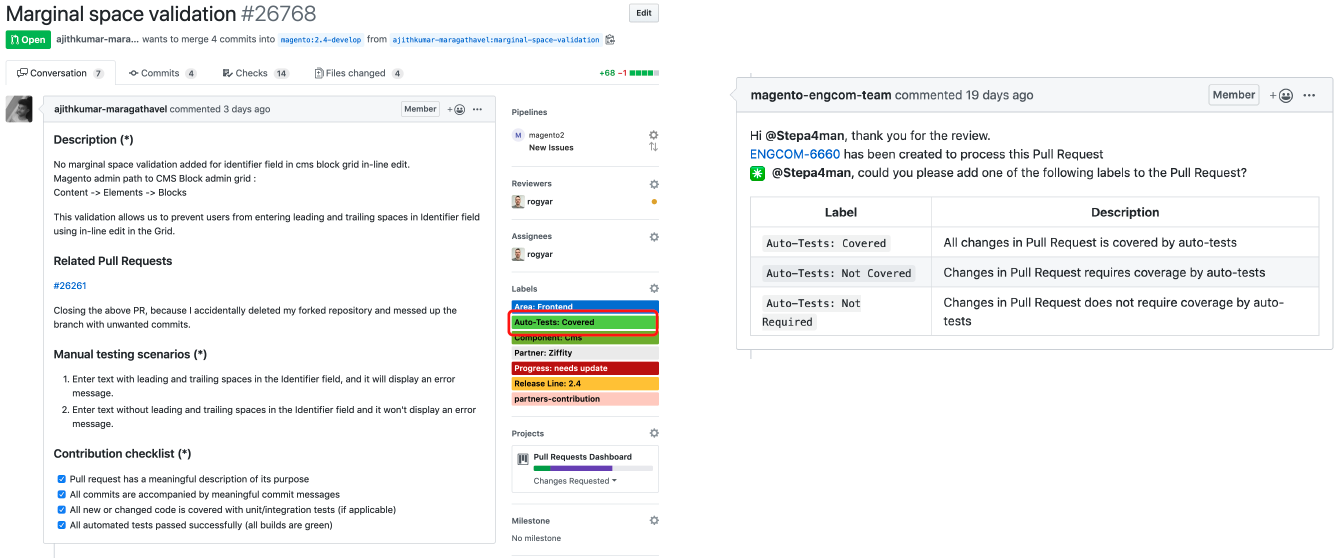 Marginal space validation #26768
Edit
Open
ajithkumar-mara... wants to merge 4 commits into magento:2.4-develop from ajithkumar-maragathavel:marginal-space-validation
Conversation 7
Commits 4
Checks 14
Files changed 4
+68 −1
ajithkumar-maragathavel commented 3 days ago
Member
Description (*)
No marginal space validation added for identifier field in cms block grid in-line edit.
Magento admin path to CMS Block admin grid :
Content -> Elements -> Blocks
This validation allows us to prevent users from entering leading and trailing spaces in Identifier field
using in-line edit in the Grid.
Related Pull Requests
#26261
Closing the above PR, because I accidentally deleted my forked repository and messed up the
branch with unwanted commits.
Manual testing scenarios (*)
1. Enter text with leading and trailing spaces in the Identifier field, and it will display an error
message.
2. Enter text without leading and trailing spaces in the Identifier field and it won't display an error
message.
Contribution checklist (*)
Pull request has a meaningful description of its purpose
All commits are accompanied by meaningful commit messages
All new or changed code is covered with unit/integration tests (if applicable)
All automated tests passed successfully (all builds are green)
Pipelines
M magento2
New Issues
Reviewers
rogyar
Assignees
rogyar
Labels
Area: Frontend
Auto-Tests: Covered
Component: Cms
Partner: Ziffity
Progress: needs update
Release Line: 2.4
partners-contribution
Projects
Pull Requests Dashboard
Changes Requested
Milestone
No milestone
magento-engcom-team commented 19 days ago
Member
Hi @Stepa4man, thank you for the review.
ENGCOM-6660 has been created to process this Pull Request
@Stepa4man, could you please add one of the following labels to the Pull Request?
Label Description
Auto-Tests: Covered All changes in Pull Request is covered by auto-tests
Auto-Tests: Not Covered Changes in Pull Request requires coverage by auto-tests
Auto-Tests: Not Changes in Pull Request does not require coverage by auto-
Required tests